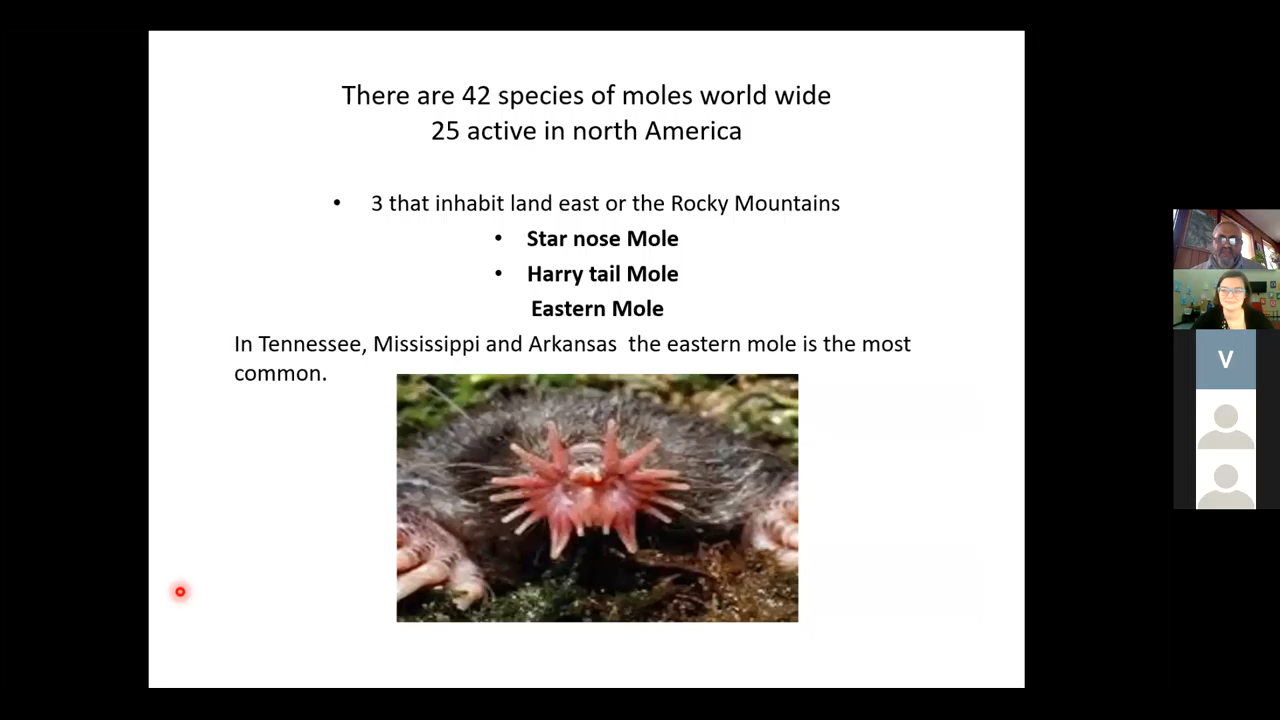 There are 42 species of moles world wide
25 active in north America
• 3 that inhabit land east or the Rocky Mountains
• Star nose Mole
• Harry tail Mole
Eastern Mole
In Tennessee, Mississippi and Arkansas the eastern mole is the most
common.
V